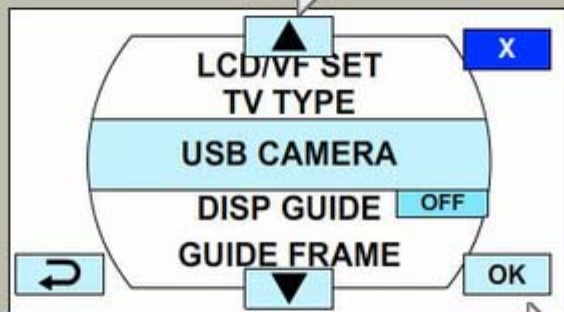 X
LCD/VF SET
TV TYPE
USB CAMERA
DISP GUIDE OFF
GUIDE FRAME
OK